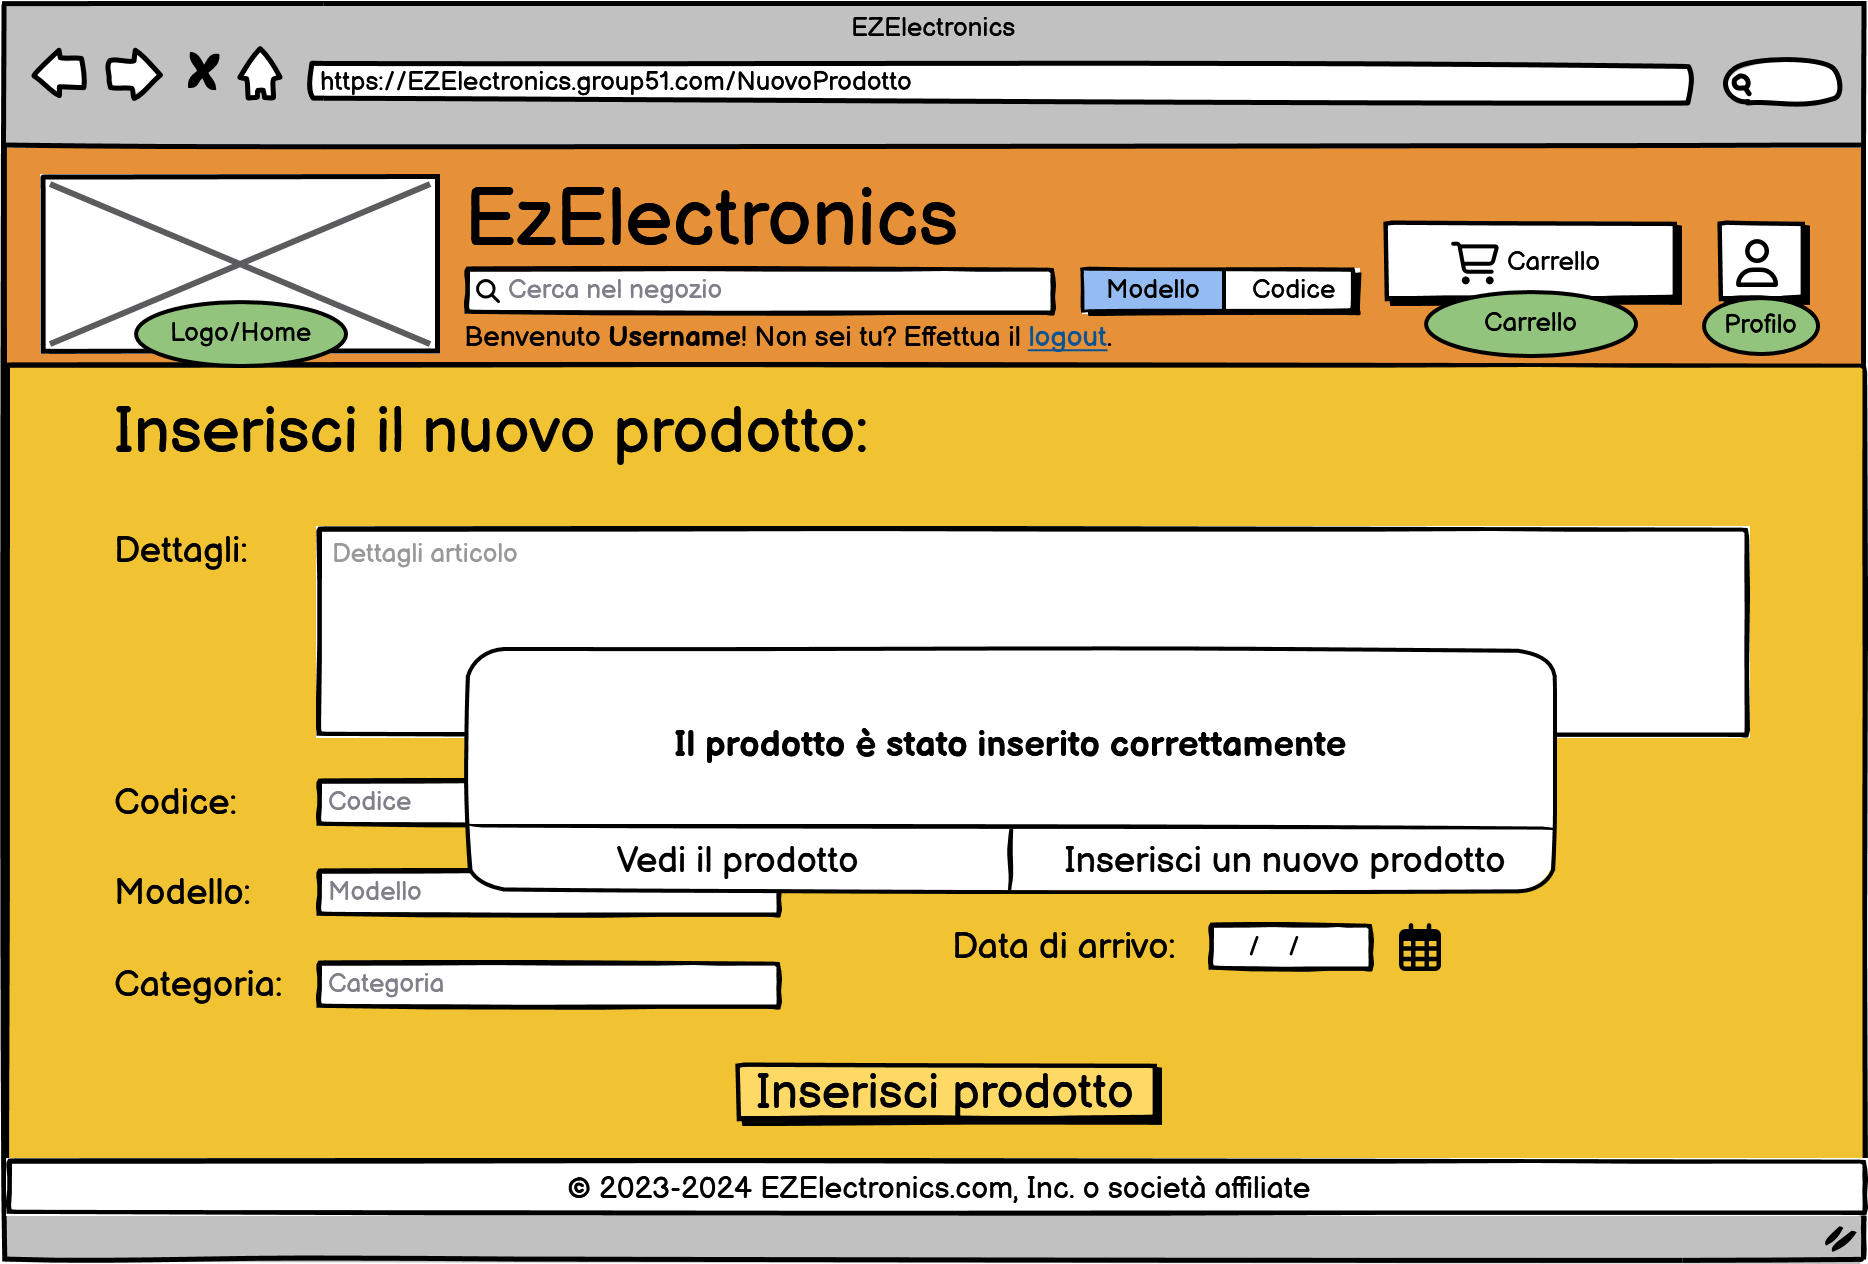 EZElectronics
https://EZElectronics.group51.com/NuovoProdotto
EzElectronics
Cerca nel negozio
Modello
Codice
Carrello
Logo/Home
Carrello
Profilo
Benvenuto Username! Non sei tu? Effettua il logout.
Inserisci il nuovo prodotto:
Dettagli:
Dettagli articolo
Il prodotto è stato inserito correttamente
Vedi il prodotto
Inserisci un nuovo prodotto
Codice:
Codice
Modello:
Modello
Data di arrivo:
/ /
Categoria:
Categoria
Inserisci prodotto
© 2023-2024 EZElectronics.com, Inc. o società affiliate